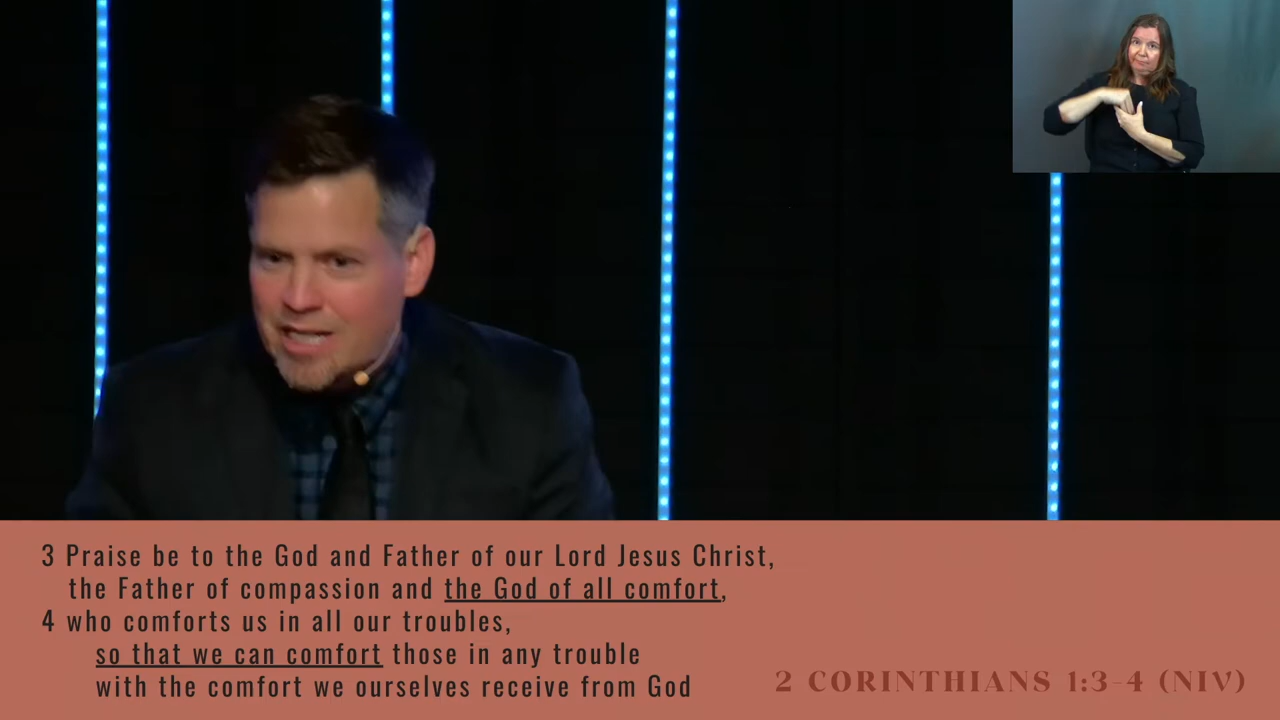 3 Praise be to the God and Father of our Lord Jesus Christ,
the Father of compassion and the God of all comfort,
4 who comforts us in all our troubles,
so that we can comfort those in any trouble
with the comfort we ourselves receive from God
2 CORINTHIANS 1:3-4 (NIV)